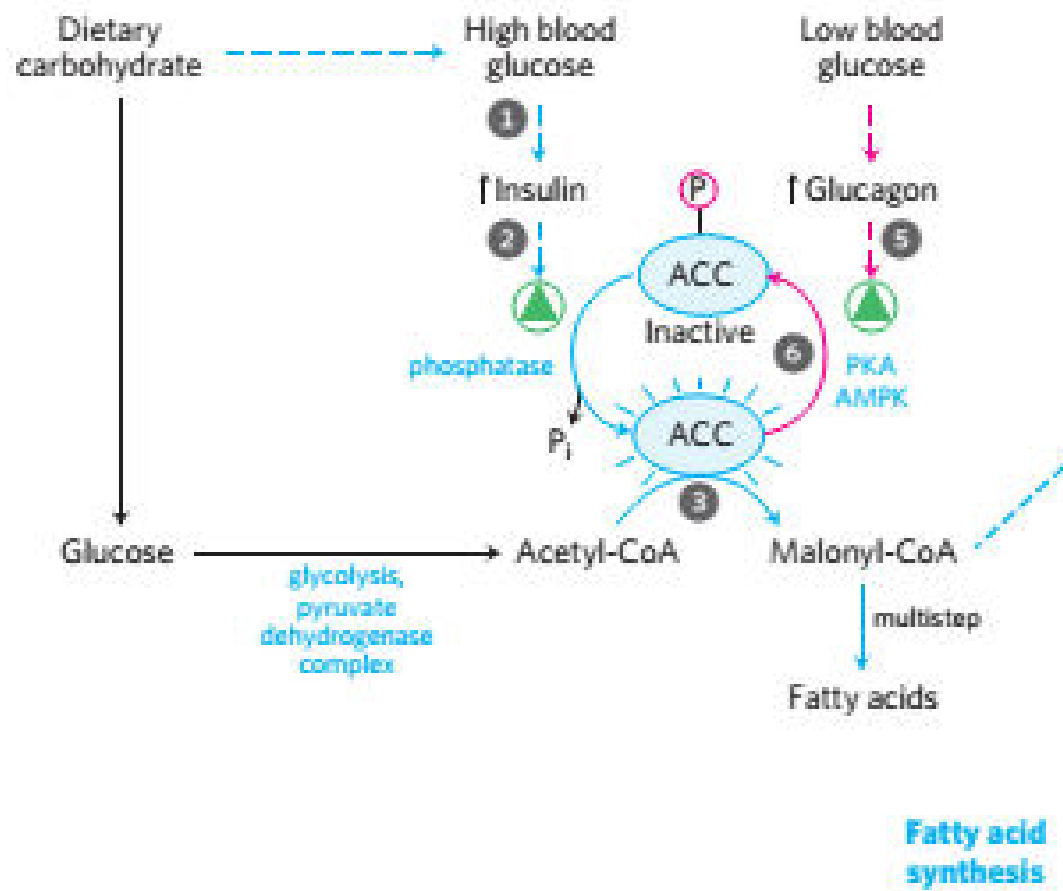 Dietary
carbohydrate
High blood
glucose
Low blood
glucose
1
↑Insulin
P
↑Glucagon
2
5
ACC
Inactive
6
phosphatase
PKA
AMPK
ACC
Pi
3
Glucose
Acetyl-CoA
Malonyl-CoA
glycolysis,
pyruvate
dehydrogenase
complex
multistep
Fatty acids
Fatty acid
synthesis